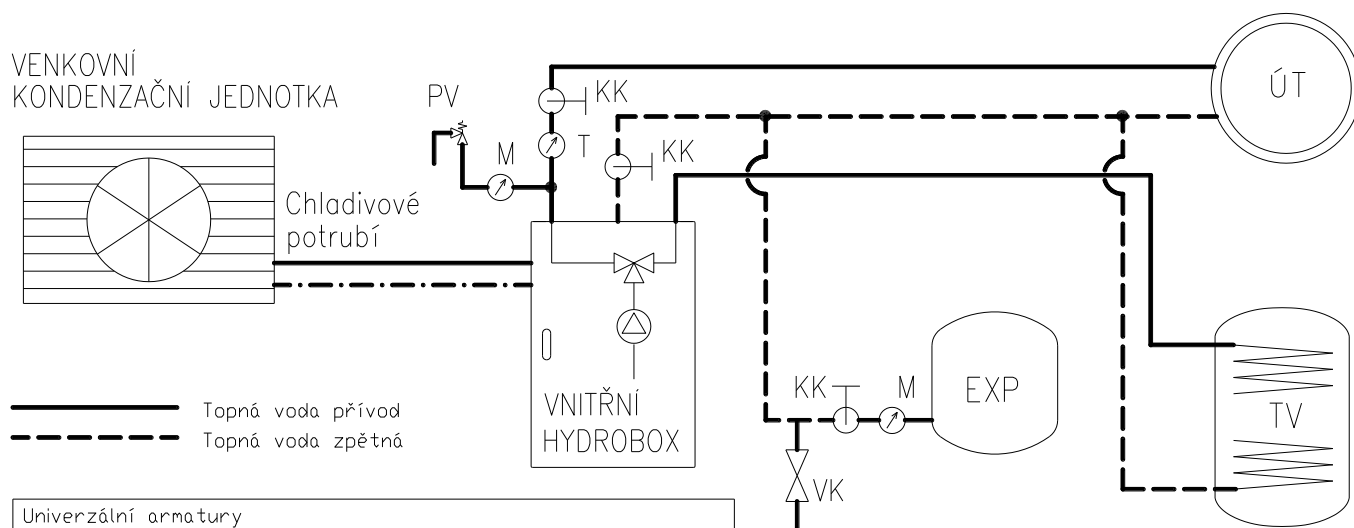 VENKOVNÍ
KONDENZAČNÍ JEDNOTKA
PV
KK
T
M
KK
ÚT
Chladivové
potrubí
Topná voda přívod
Topná voda zpětná
VNITŘNÍ
HYDROBOX
KK
M
EXP
TV
VK
Univerzální armatury